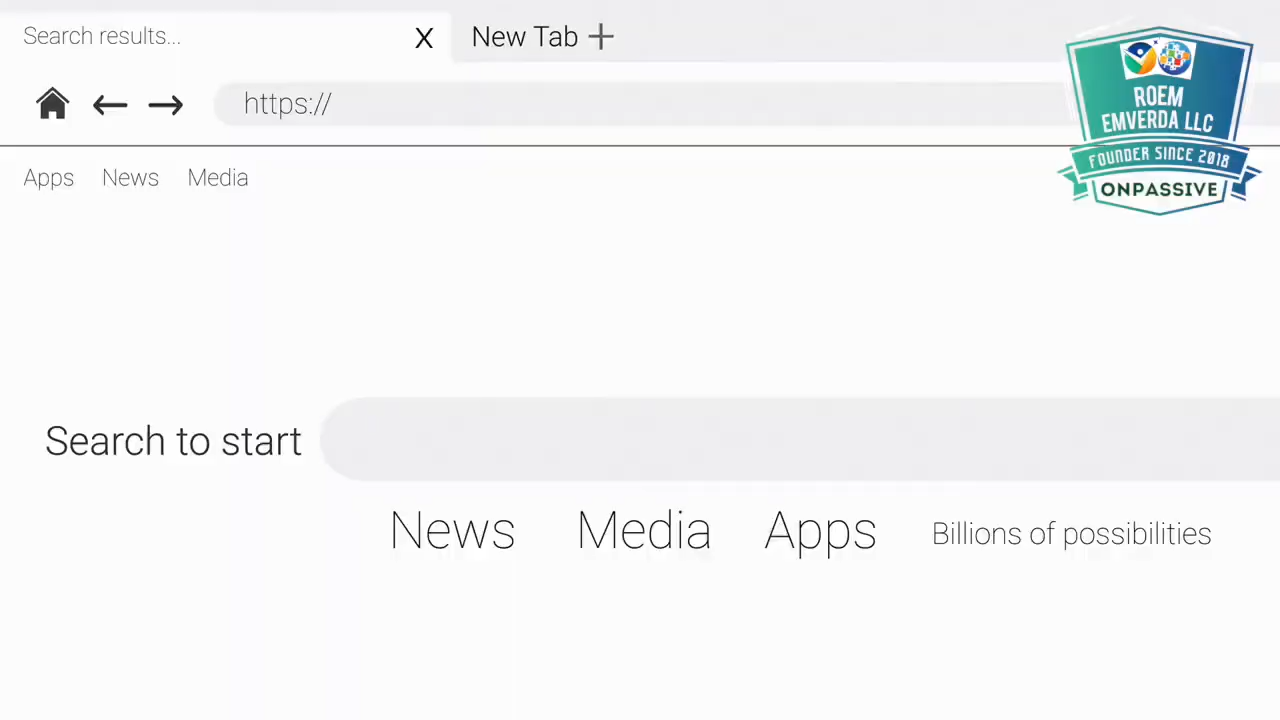 Search results...
X
New Tab +
https://
Apps News Media
ROEM
EMVERDA LLC
FOUNDER SINCE 2018
ONPASSIVE
Search to start
News Media Apps Billions of possibilities